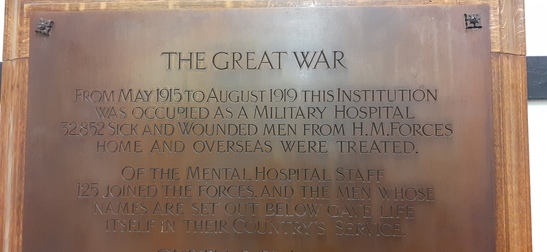 THE GREAT WAR
FROM MAY 1915 TO AUGUST 1919 THIS INSTITUTION
WAS OCCUPIED AS A MILITARY HOSPITAL
32,852 SICK AND WOUNDED MEN FROM H.M. FORCES
HOME AND OVERSEAS WERE TREATED.
OF THE MENTAL HOSPITAL STAFF
125 JOINED THE FORCES, AND THE MEN WHOSE
NAMES ARE SET OUT BELOW GAVE LIFE
ITSELF IN THEIR COUNTRY'S SERVICE.